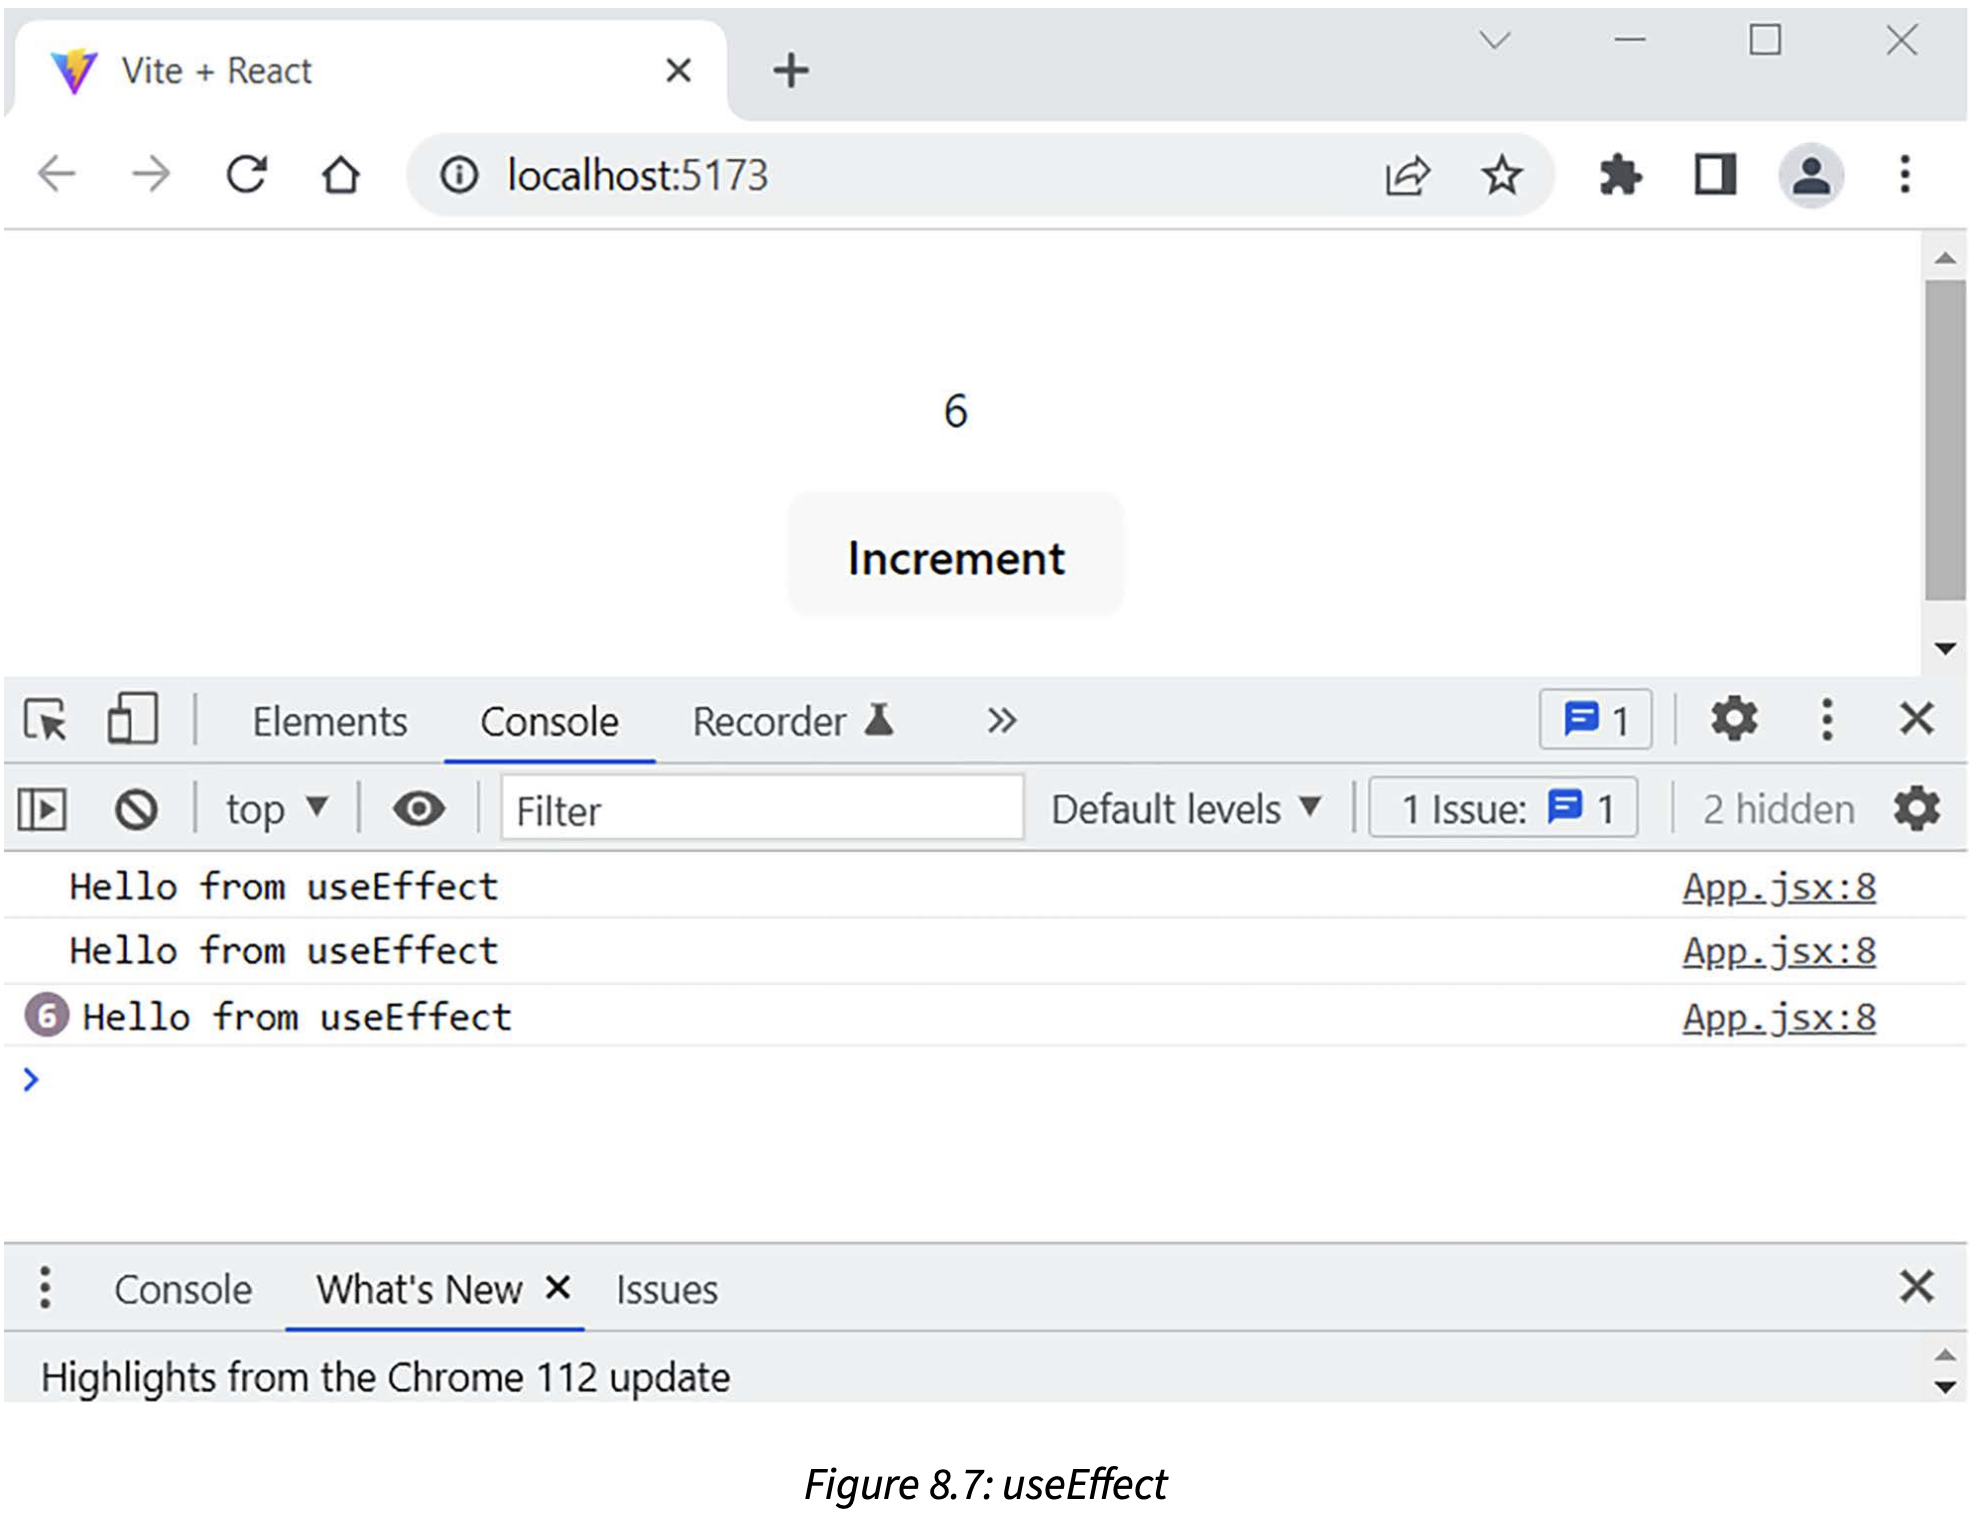 Vite + React
localhost:5173
6
Increment
Elements Console Recorder 1
top Filter Default levels 1 Issue: 1 2 hidden
Hello from useEffect App.jsx:8
Hello from useEffect App.jsx:8
6 Hello from useEffect App.jsx:8
Console What's New Issues
Highlights from the Chrome 112 update
Figure 8.7: useEffect